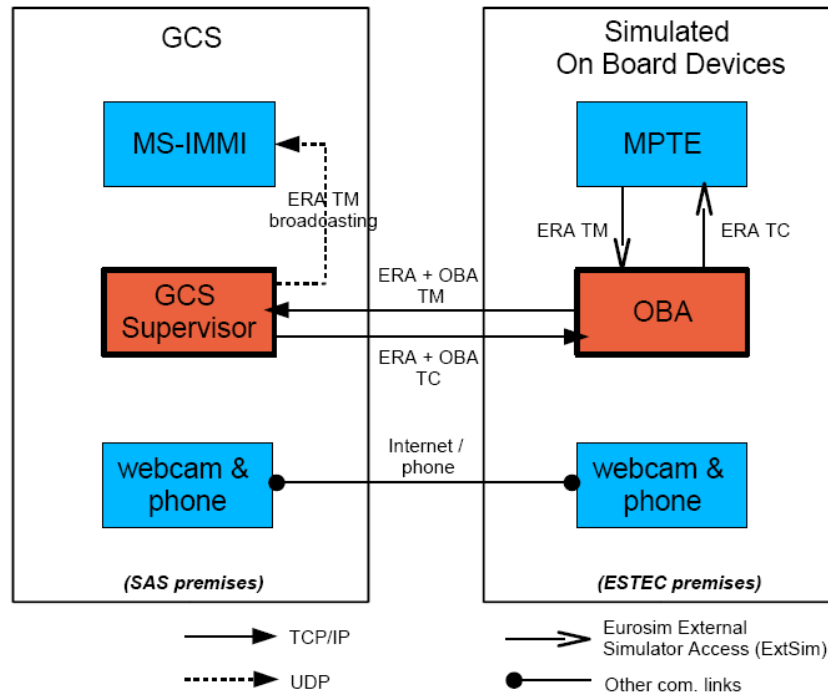 GCS
Simulated
On Board Devices
MS-IMMI
MPTE
ERA TM
broadcasting
ERA TM
ERA TC
GCS
Supervisor
ERA + OBA
TM
OBA
ERA + OBA
TC
Internet /
phone
webcam &
phone
webcam &
phone
(SAS premises)
(ESTEC premises)
TCP/IP
Eurosim External
Simulator Access (ExtSim)
UDP
Other com. links